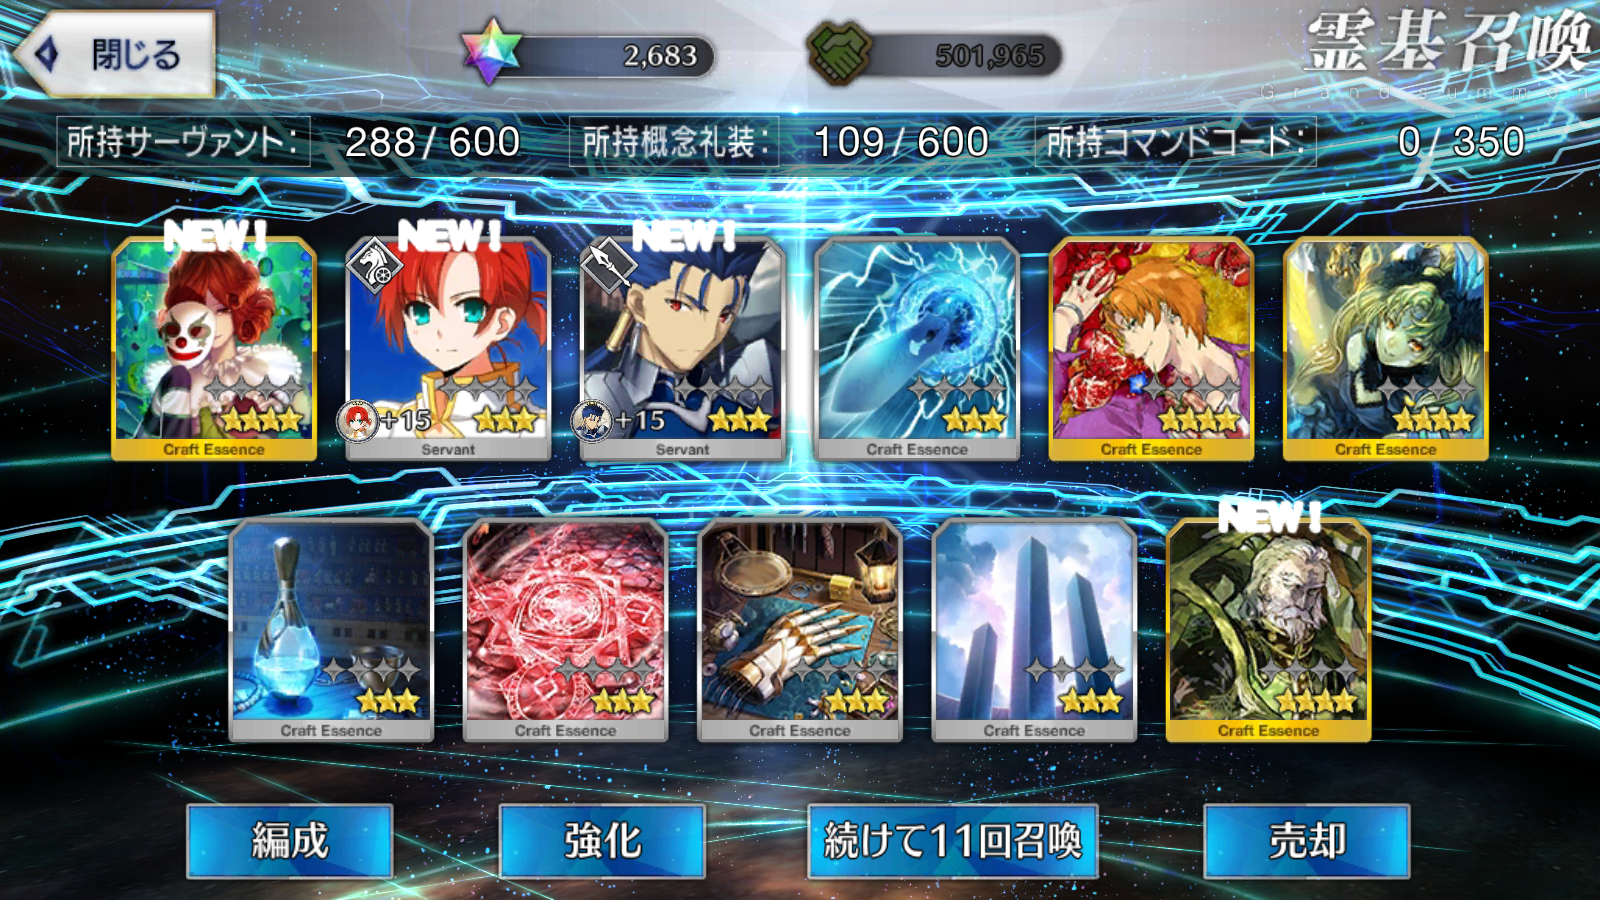 閉じる
2,683
501,965
霊基召喚
Grand summon
所持サーヴァント: 288 / 600
所持概念礼装: 109 / 600
所持コマンドコード: 0 / 350
NEW! NEW! NEW!
+15 +15
Craft Essence Servant Servant Craft Essence Craft Essence Craft Essence
NEW!
Craft Essence Craft Essence Craft Essence Craft Essence Craft Essence
編成 強化 続けて11回召喚 売却